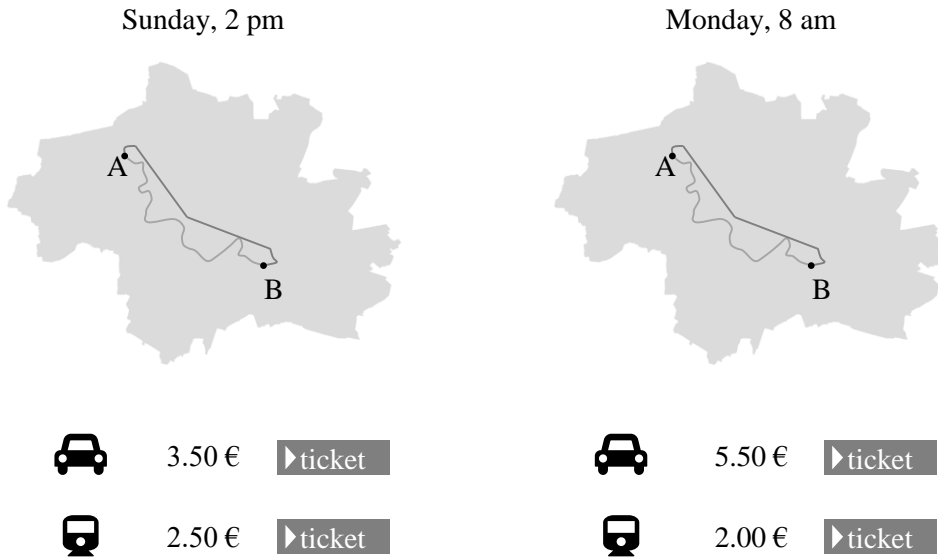 Sunday, 2 pm
A
B
3.50 €
ticket
2.50 €
ticket
Monday, 8 am
A
B
5.50 €
ticket
2.00 €
ticket